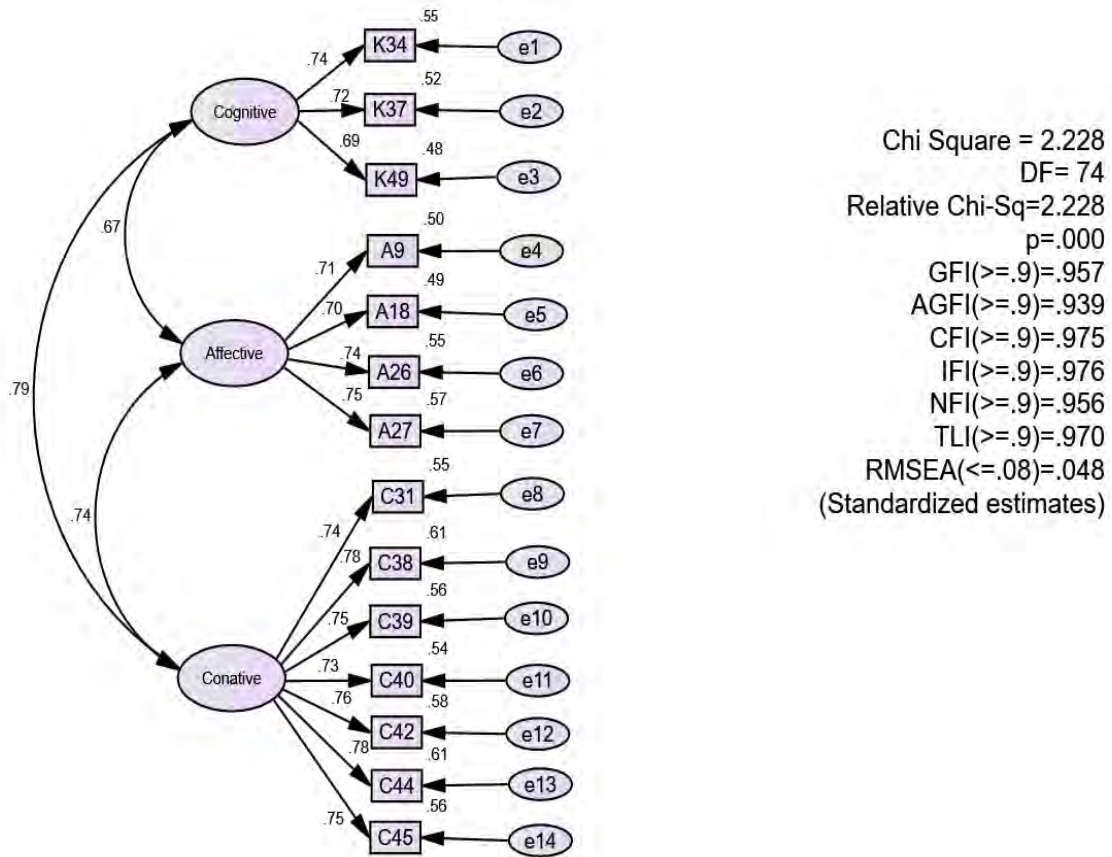 .55
K34
e1
.74
.52
K37
e2
.72
Cognitive
.69
.48
K49
e3
.67
.50
A9
e4
.71
.49
A18
e5
.70
Affective
.55
.74
A26
e6
.75
.57
A27
e7
.79
.74
.55
C31
e8
.74
.61
C38
e9
.78
.56
C39
e10
.75
.54
Conative
.73
C40
e11
.76
.58
C42
e12
.78
.61
C44
e13
.75
.56
C45
e14
Chi Square = 2.228
DF= 74
Relative Chi-Sq=2.228
p=.000
GFI(>=.9)=.957
AGFI(>=.9)=.939
CFI(>=.9)=.975
IFI(>=.9)=.976
NFI(>=.9)=.956
TLI(>=.9)=.970
RMSEA(<=.08)=.048
(Standardized estimates)